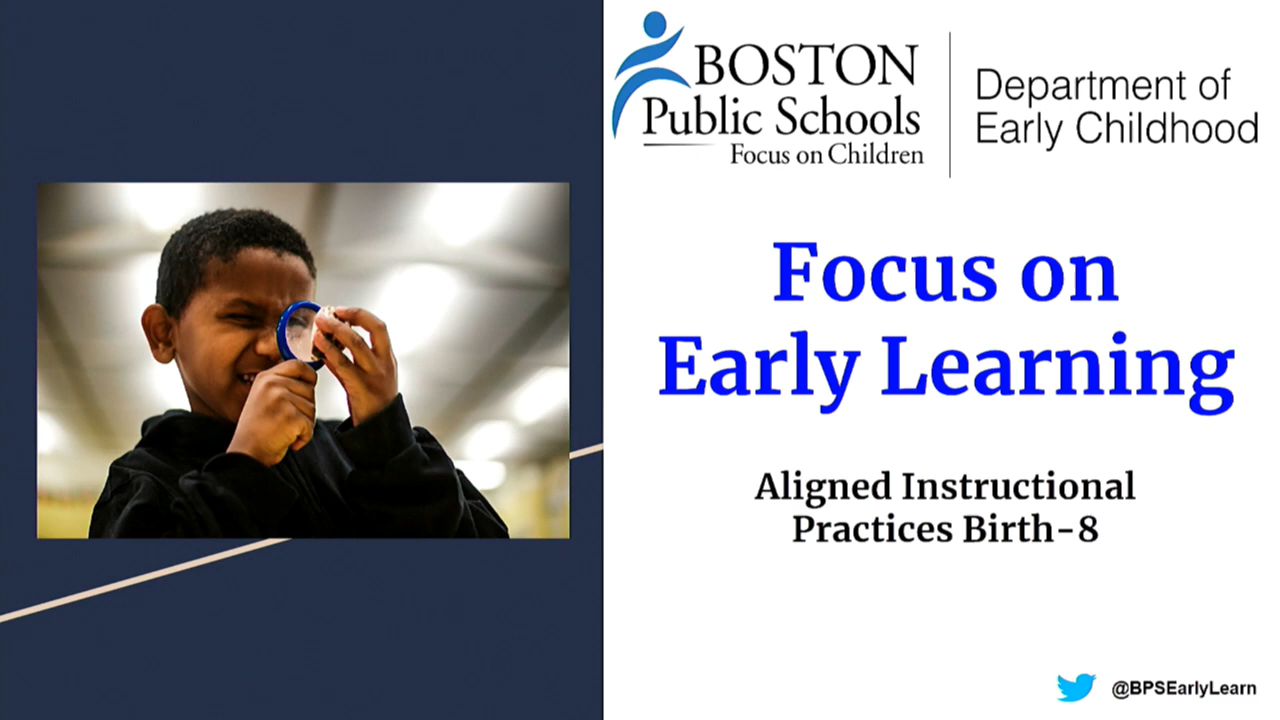 BOSTON
Public Schools
Focus on Children
Department of
Early Childhood
Focus on
Early Learning
Aligned Instructional
Practices Birth-8
@BPSEarlyLearn